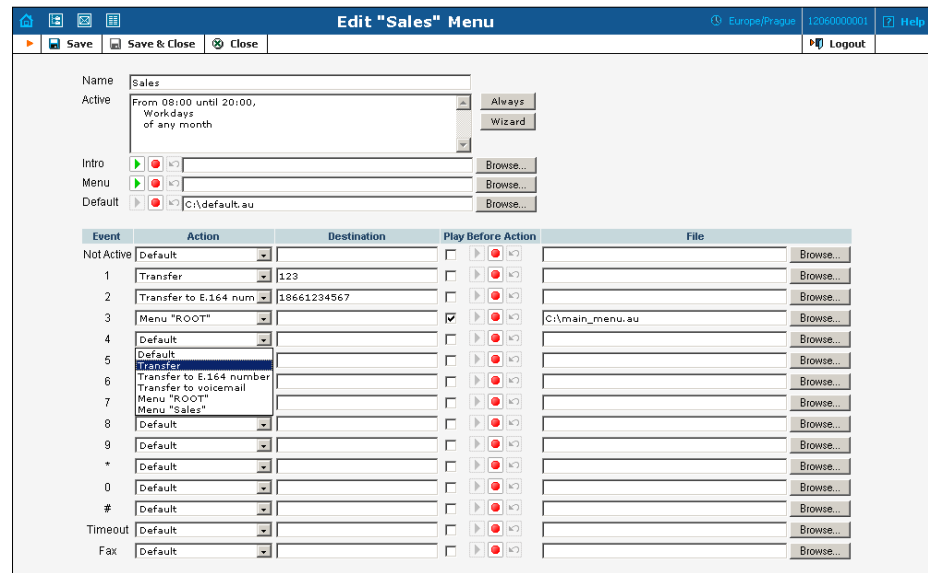 Edit "Sales" Menu
Europe/Prague
12060000001
? Help
Save
Save & Close
Close
Logout
Name
Sales
Active
From 08:00 until 20:00,
Workdays
of any month
Always
Wizard
Intro
Browse...
Menu
Browse...
Default
C:\default.au
Browse...
Event Action Destination Play Before Action File
Not Active Default Browse...
1 Transfer 123 Browse...
2 Transfer to E.164 num 18661234567 Browse...
3 Menu "ROOT" C:\main_menu.au Browse...
4 Default Browse...
Default
5 Browse...
Transfer
Transfer to E.164 number
6 Browse...
Transfer to voicemail
Menu "ROOT"
7 Browse...
Menu "Sales"
8 Default Browse...
9 Default Browse...
* Default Browse...
0 Default Browse...
# Default Browse...
Timeout Default Browse...
Fax Default Browse...